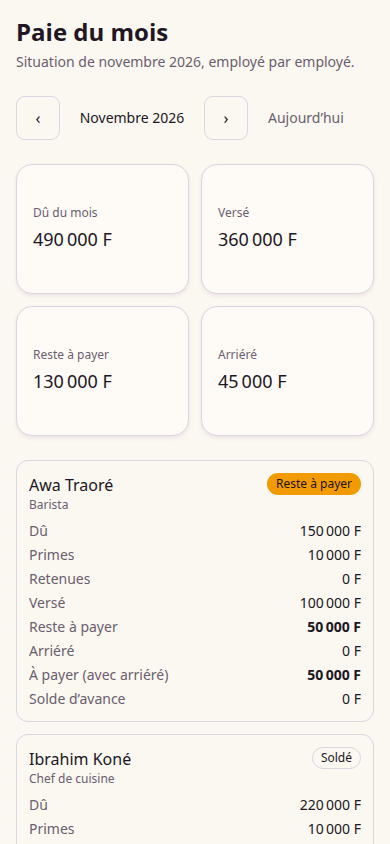 Paie du mois
Situation de novembre 2026, employé par employé.
‹ Novembre 2026 › Aujourd’hui
Dû du mois
490 000 F
Versé
360 000 F
Reste à payer
130 000 F
Arriéré
45 000 F
Awa Traoré Reste à payer
Barista
Dû 150 000 F
Primes 10 000 F
Retenues 0 F
Versé 100 000 F
Reste à payer 50 000 F
Arriéré 0 F
À payer (avec arriéré) 50 000 F
Solde d’avance 0 F
Ibrahim Koné Soldé
Chef de cuisine
Dû 220 000 F
Primes 10 000 F